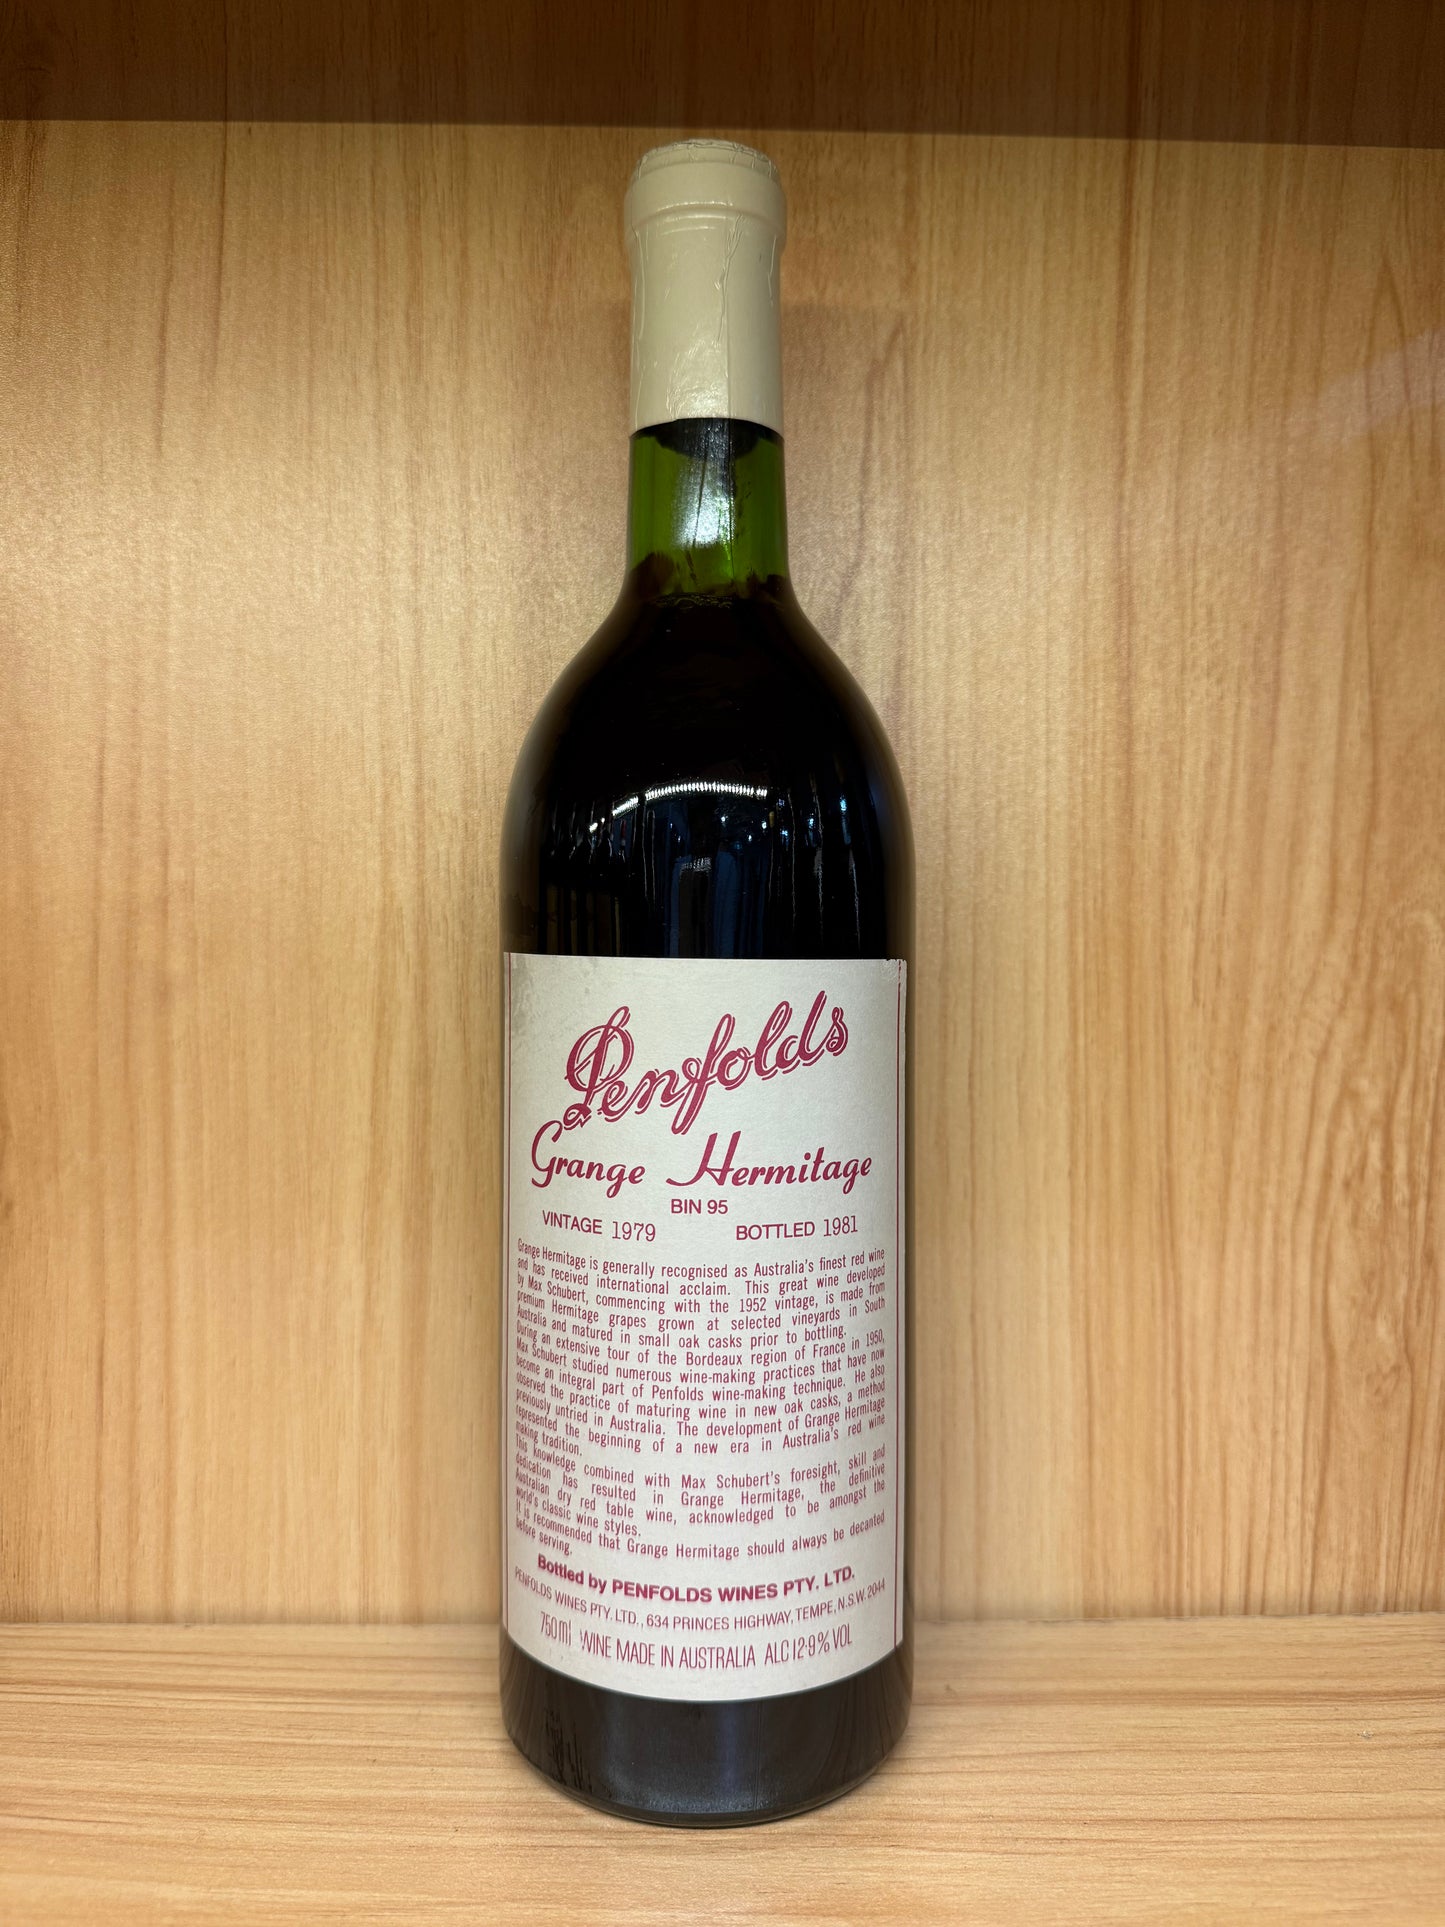 Penfolds
Grange Hermitage
BIN 95
VINTAGE 1979 BOTTLED 1981
Grange Hermitage is generally recognised as Australia's finest red wine
and has received international acclaim. This great wine developed
by Max Schubert, commencing with the 1952 vintage, is made from
premium Hermitage grapes grown at selected vineyards in South
Australia and matured in small oak casks prior to bottling.
During an extensive tour of the Bordeaux region of France in 1950,
Max Schubert studied numerous wine-making practices that have now
become an integral part of Penfolds wine-making technique. He also
observed the practice of maturing wine in new oak casks, a method
previously untried in Australia. The development of Grange Hermitage
represented the beginning of a new era in Australia's red wine
making tradition.
This knowledge combined with Max Schubert's foresight, skill and
dedication has resulted in Grange Hermitage, the definitive
Australian dry red table wine, acknowledged to be amongst the
world's classic wine styles.
It is recommended that Grange Hermitage should always be decanted
before serving.
Bottled by PENFOLDS WINES PTY. LTD.
PENFOLDS WINES PTY. LTD., 634 PRINCES HIGHWAY, TEMPE, N.S.W. 2044
750ml WINE MADE IN AUSTRALIA ALC 12·9% VOL